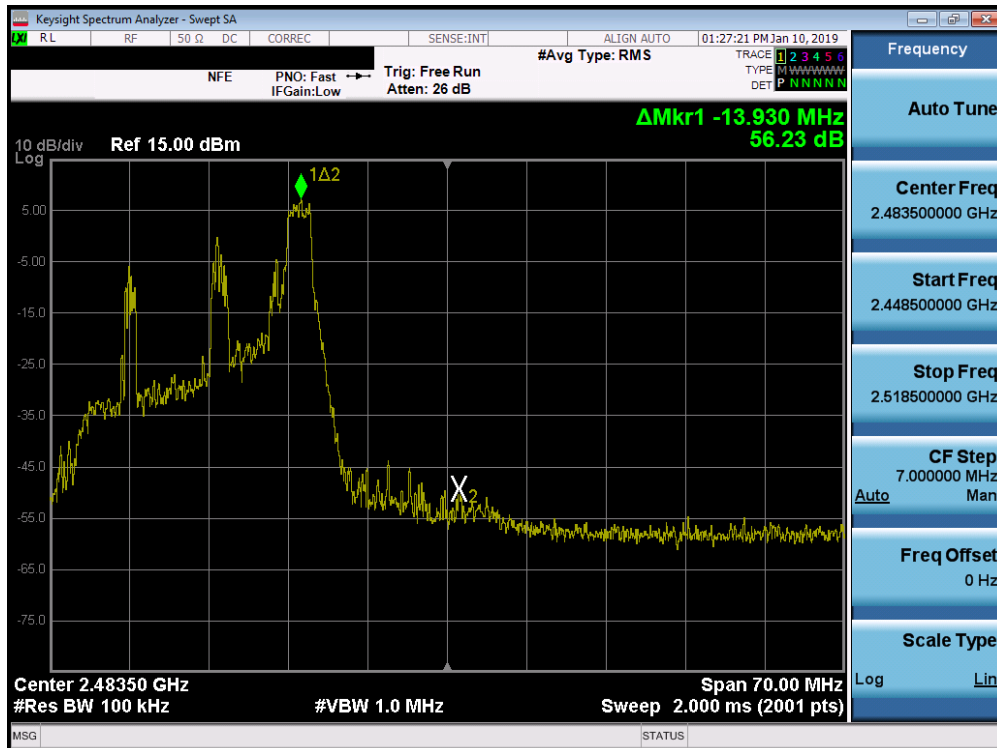 Keysight Spectrum Analyzer - Swept SA
LXI RL RF 50 Ω DC CORREC SENSE:INT ALIGN AUTO 01:27:21 PM Jan 10, 2019
#Avg Type: RMS
TRACE 1 2 3 4 5 6
TYPE M WWWWW
DET P N N N N N
NFE
PNO: Fast
IFGain:Low
Trig: Free Run
Atten: 26 dB
ΔMkr1 -13.930 MHz
56.23 dB
10 dB/div Ref 15.00 dBm
Log
1Δ2
5.00
-5.00
-15.0
-25.0
-35.0
-45.0
X2
-55.0
-65.0
-75.0
Center 2.48350 GHz Span 70.00 MHz
#Res BW 100 kHz #VBW 1.0 MHz Sweep 2.000 ms (2001 pts)
MSG STATUS
Frequency
Auto Tune
Center Freq
2.483500000 GHz
Start Freq
2.448500000 GHz
Stop Freq
2.518500000 GHz
CF Step
7.000000 MHz
Auto Man
Freq Offset
0 Hz
Scale Type
Log Lin